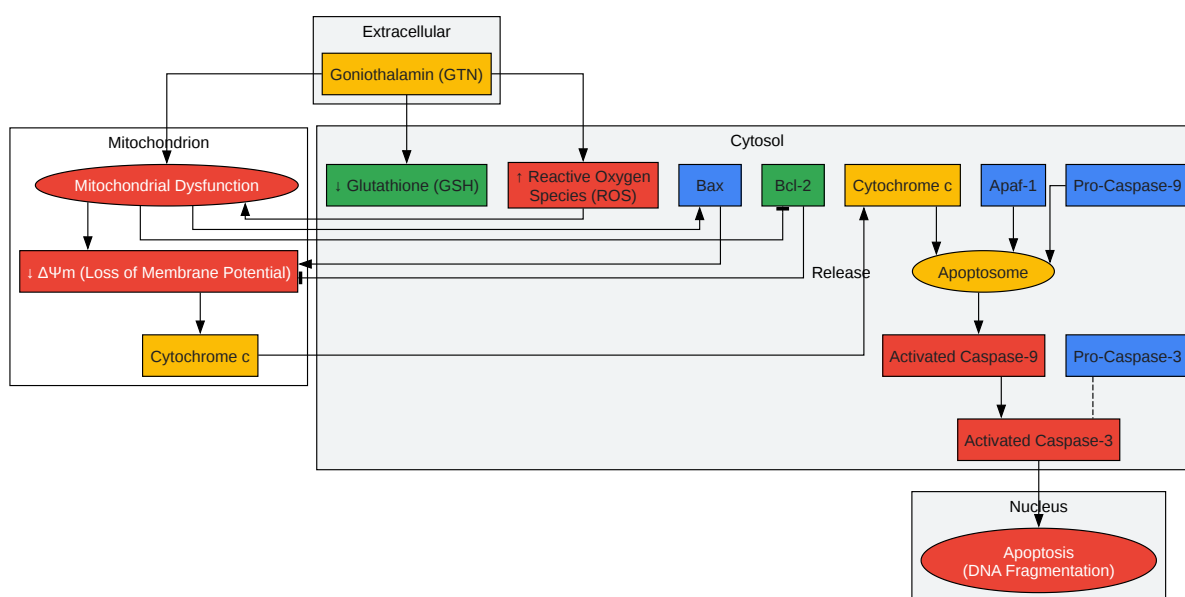 Extracellular
Goniothalamin (GTN)
Mitochondrion
Cytosol
Mitochondrial Dysfunction
↓ Glutathione (GSH)
↑ Reactive Oxygen
Species (ROS)
Bax
Bcl-2
Cytochrome c
Apaf-1
Pro-Caspase-9
↓ ΔΨm (Loss of Membrane Potential)
Release
Apoptosome
Cytochrome c
Activated Caspase-9
Pro-Caspase-3
Activated Caspase-3
Nucleus
Apoptosis
(DNA Fragmentation)